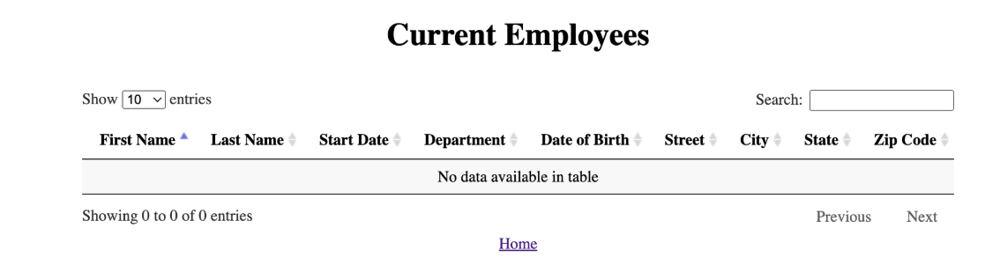 Current Employees
Show 10 entries Search:
First Name Last Name Start Date Department Date of Birth Street City State Zip Code
No data available in table
Showing 0 to 0 of 0 entries Previous Next
Home